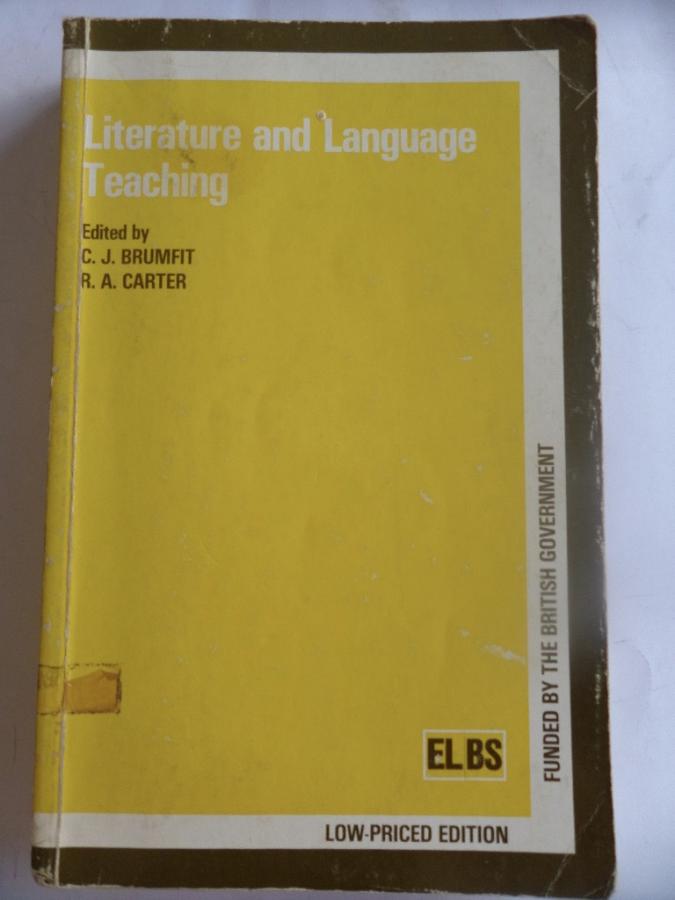 Literature and Language
Teaching
Edited by
C. J. BRUMFIT
R. A. CARTER
FUNDED BY THE BRITISH GOVERNMENT
ELBS
LOW-PRICED EDITION